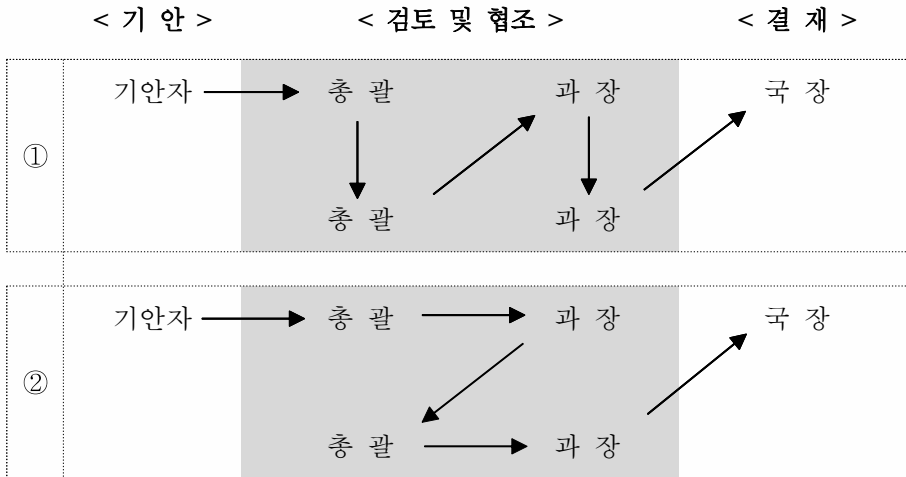 < 기 안 > < 검토 및 협조 > < 결 재 >
기안자 총 괄 과 장 국 장
①
총 괄 과 장
기안자 총 괄 과 장 국 장
②
총 괄 과 장